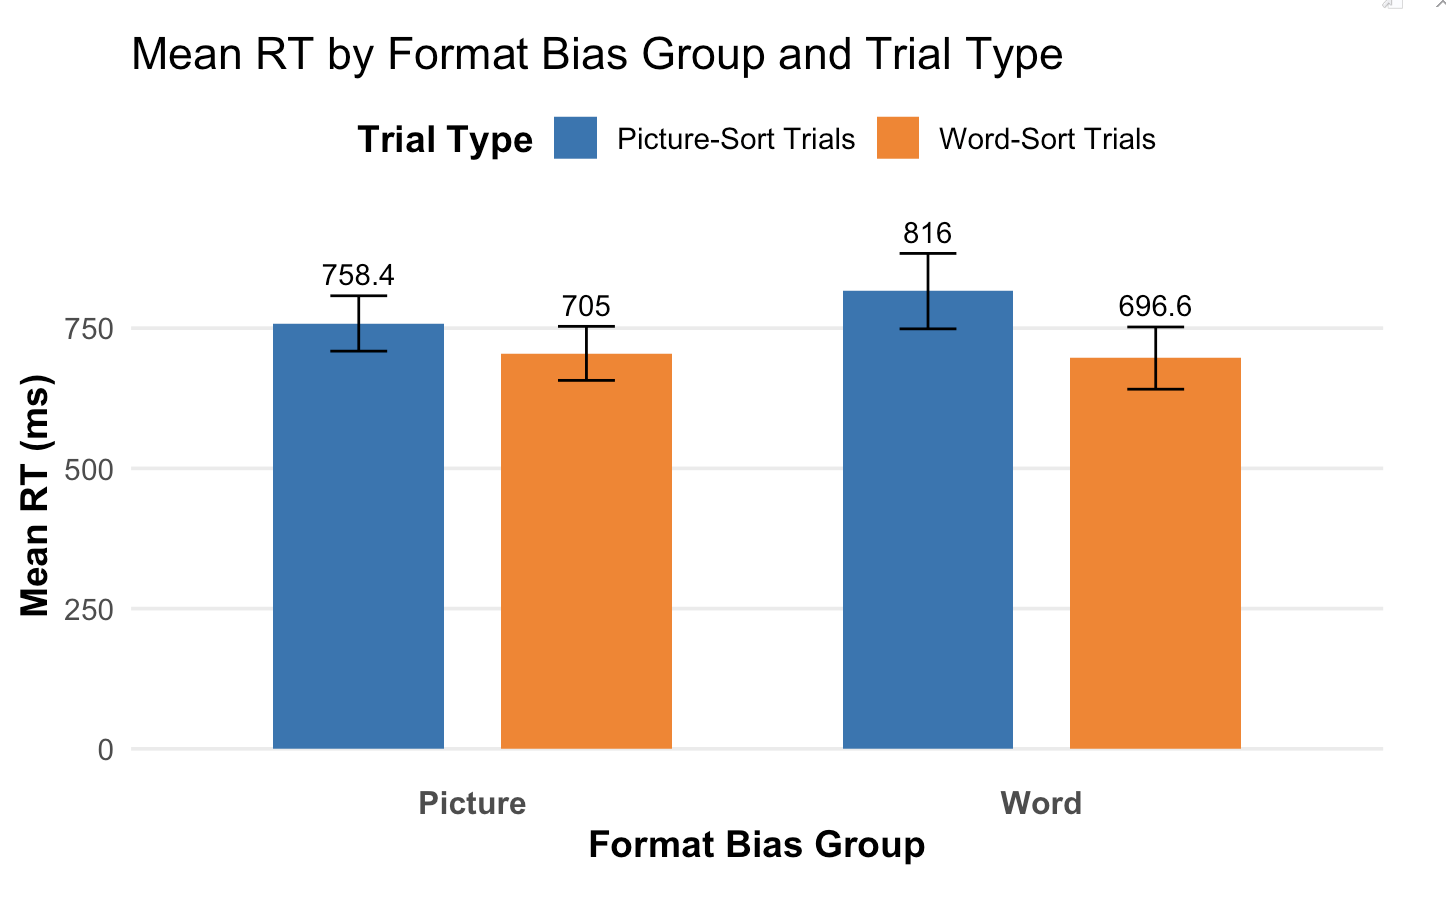 Mean RT by Format Bias Group and Trial Type
Trial Type Picture-Sort Trials Word-Sort Trials
816
758.4
705
696.6
750
500
250
0
Mean RT (ms)
Picture Word
Format Bias Group